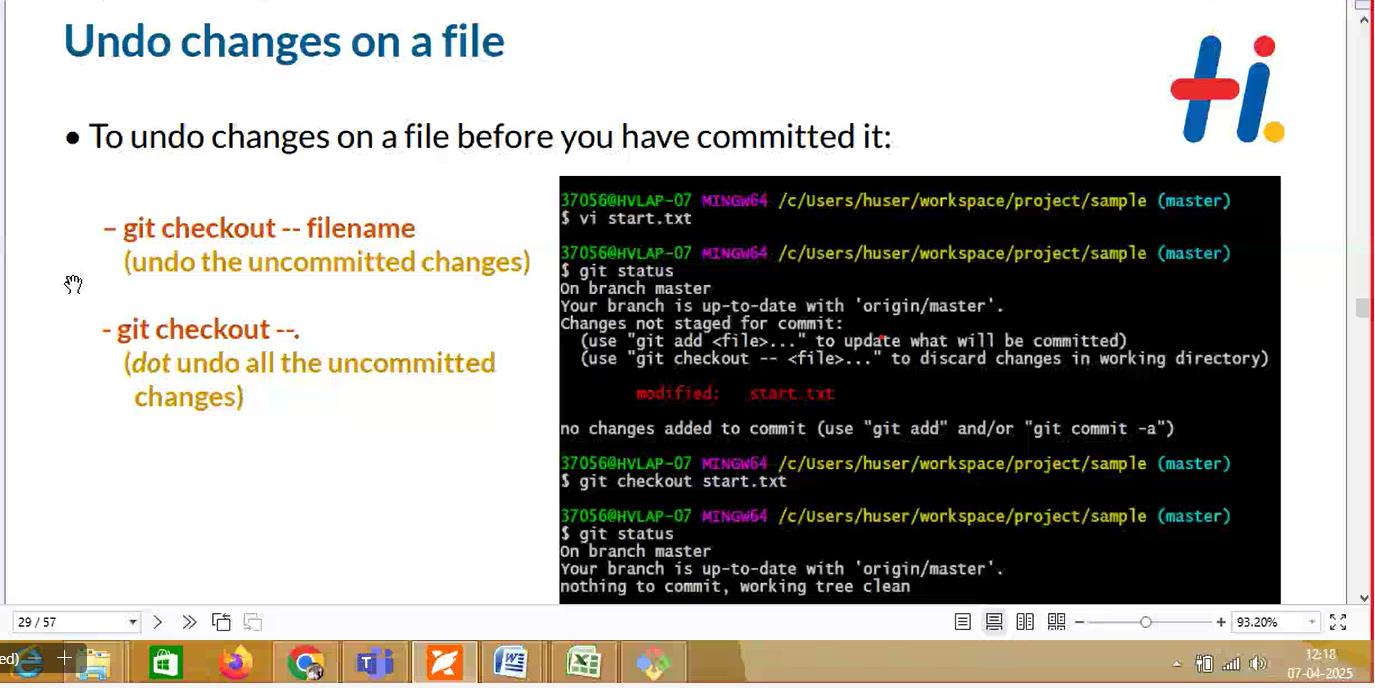 Undo changes on a file
Hi.
• To undo changes on a file before you have committed it:
– git checkout -- filename
(undo the uncommitted changes)
- git checkout --.
(dot undo all the uncommitted
changes)
37056@HVLAP-07 MINGW64 /c/Users/huser/workspace/project/sample (master)
$ vi start.txt
37056@HVLAP-07 MINGW64 /c/Users/huser/workspace/project/sample (master)
$ git status
On branch master
Your branch is up-to-date with 'origin/master'.
Changes not staged for commit:
(use "git add <file>..." to update what will be committed)
(use "git checkout -- <file>..." to discard changes in working directory)
modified: start.txt
no changes added to commit (use "git add" and/or "git commit -a")
37056@HVLAP-07 MINGW64 /c/Users/huser/workspace/project/sample (master)
$ git checkout start.txt
37056@HVLAP-07 MINGW64 /c/Users/huser/workspace/project/sample (master)
$ git status
On branch master
Your branch is up-to-date with 'origin/master'.
nothing to commit, working tree clean
29 / 57
93.20%
ed)
12:18
07-04-2025